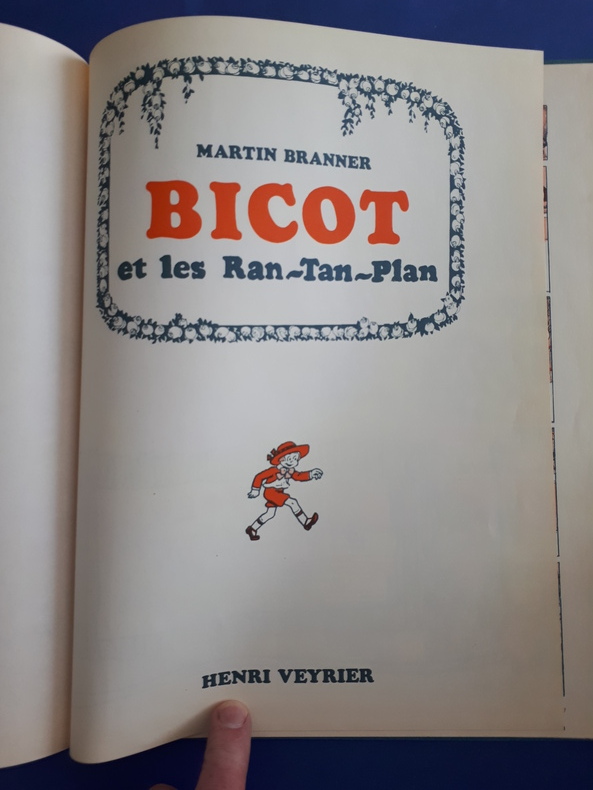 MARTIN BRANNER
BICOT
et les Ran~Tan~Plan
HENRI VEYRIER